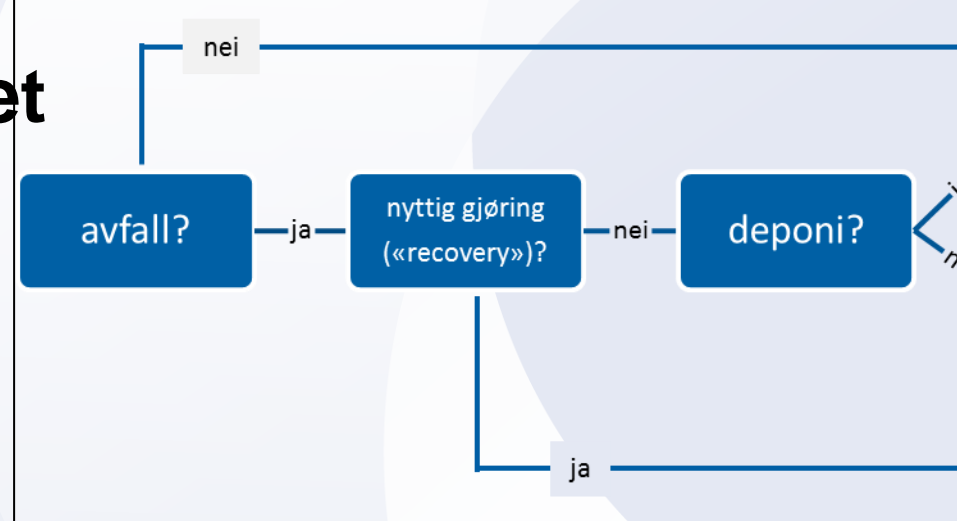 nei
et
avfall?
ja
nyttig gjøring
(«recovery»)?
nei
deponi?
ja